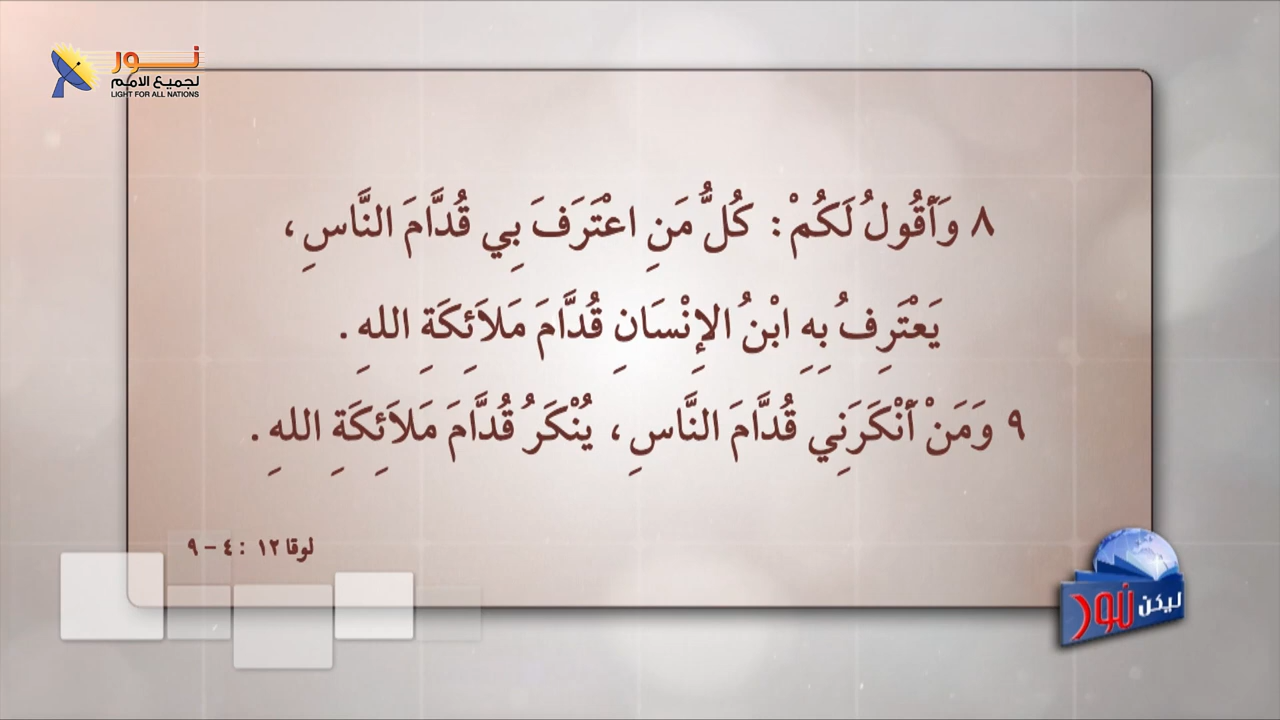 نور
لجميع الامم
LIGHT FOR ALL NATIONS
٨ وَأَقُولُ لَكُمْ: كُلُّ مَنِ اعْتَرَفَ بِي قُدَّامَ النَّاسِ،
يَعْتَرِفُ بِهِ ابْنُ الإِنْسَانِ قُدَّامَ مَلاَئِكَةِ اللهِ.
٩ وَمَنْ أَنْكَرَنِي قُدَّامَ النَّاسِ، يُنْكَرُ قُدَّامَ مَلاَئِكَةِ اللهِ.
لوقا ١٢ : ٤ - ٩
ليكن نور